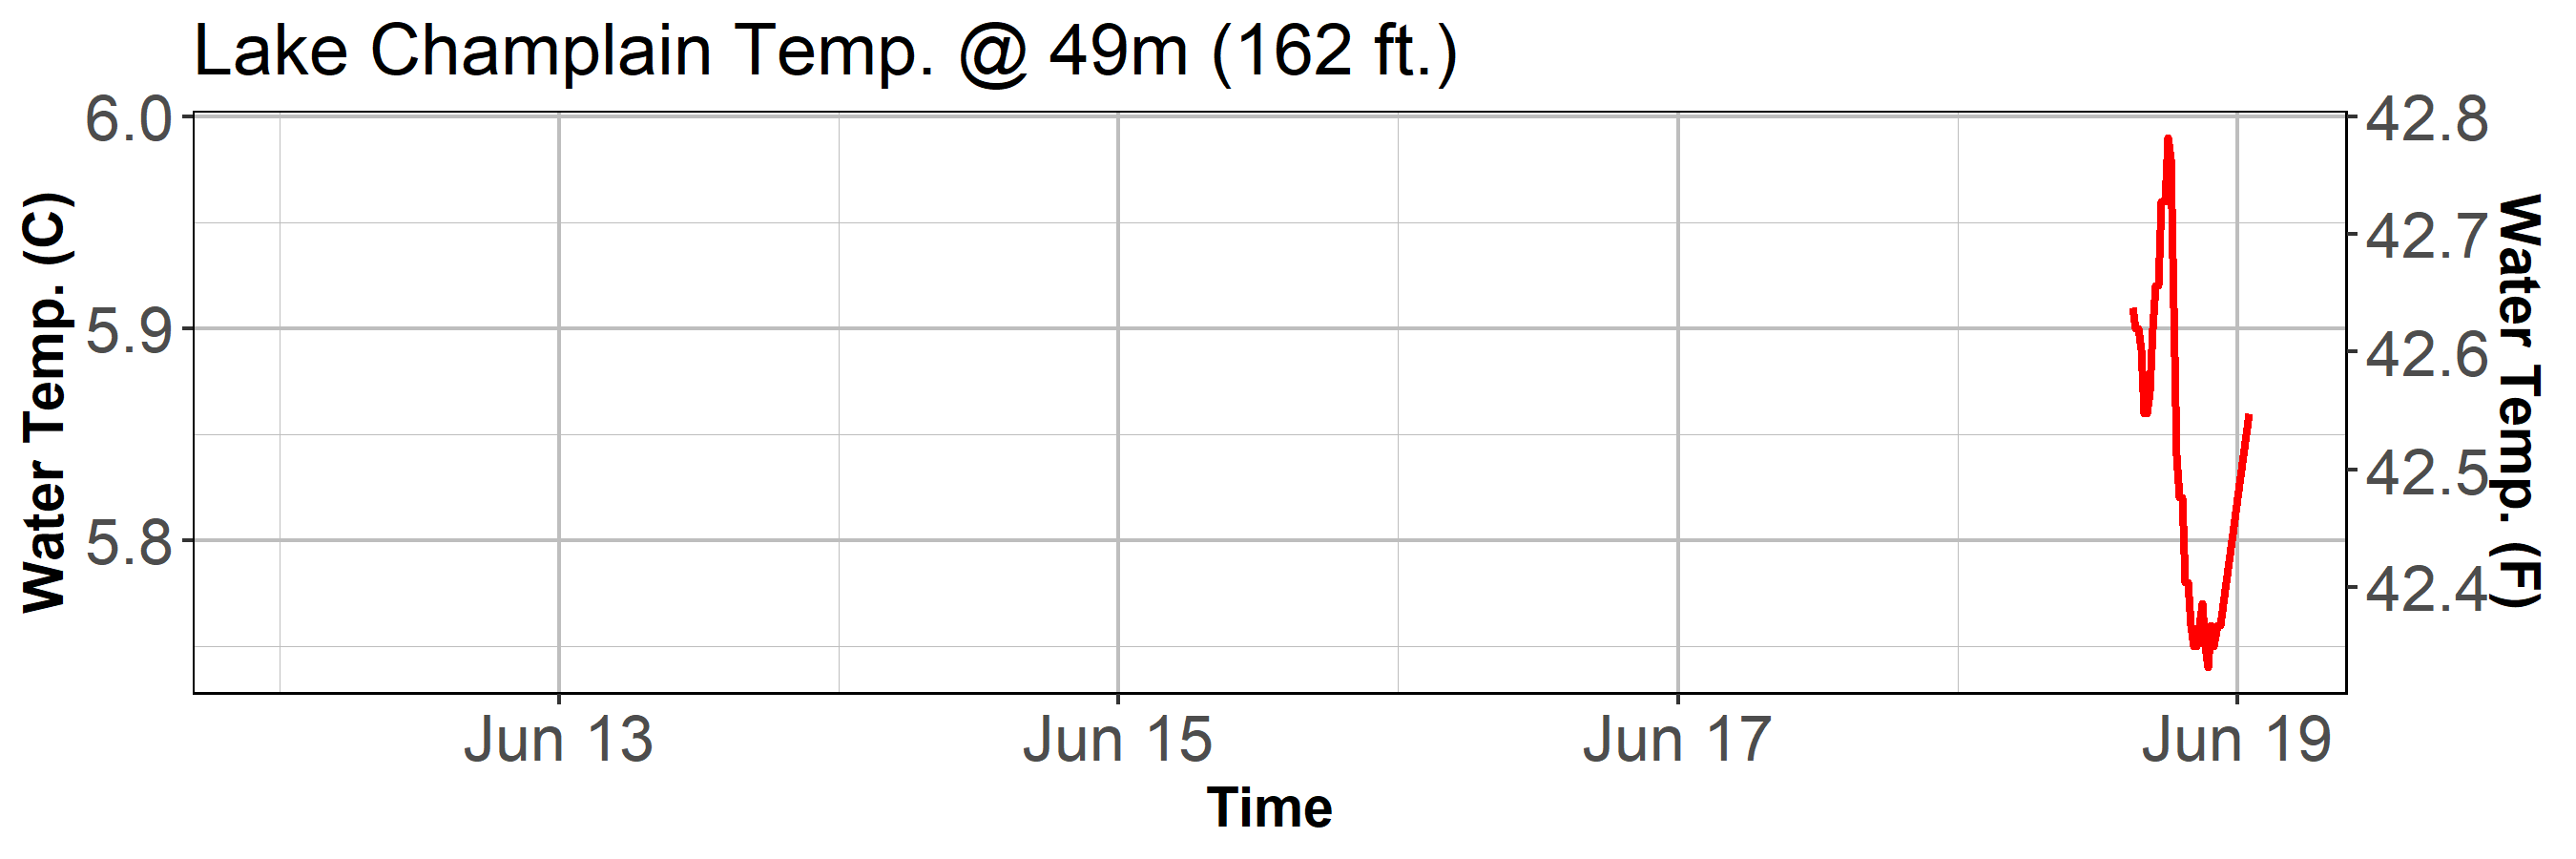 Lake Champlain Temp. @ 49m (162 ft.)
6.0
5.9
5.8
Water Temp. (C)
42.8
42.7
42.6
42.5
42.4
Water Temp. (F)
Jun 13 Jun 15 Jun 17 Jun 19
Time